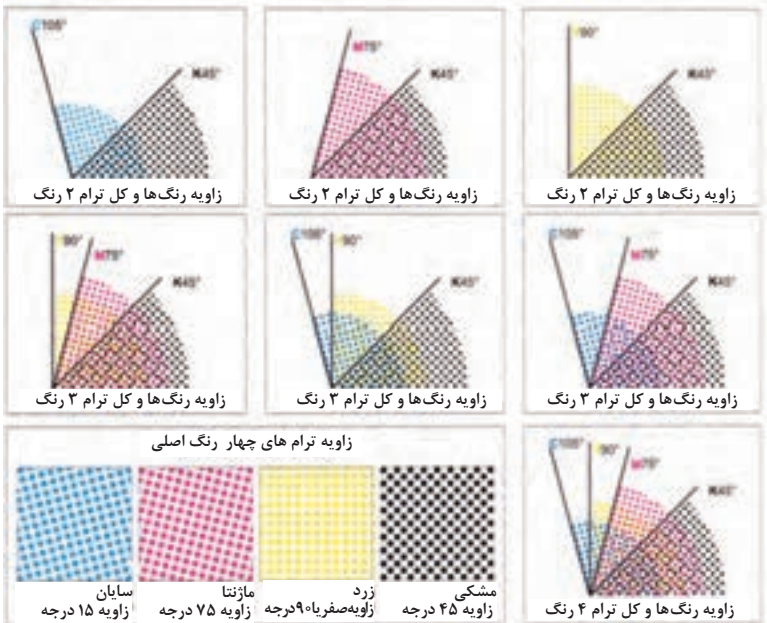 Y90°
K45°
زاویه رنگ‌ها و کل ترام ۲ رنگ
M75°
K45°
زاویه رنگ‌ها و کل ترام ۲ رنگ
C105°
K45°
زاویه رنگ‌ها و کل ترام ۲ رنگ
C105°
M75°
K45°
زاویه رنگ‌ها و کل ترام ۳ رنگ
C105°
Y90°
K45°
زاویه رنگ‌ها و کل ترام ۳ رنگ
Y90°
M75°
K45°
زاویه رنگ‌ها و کل ترام ۳ رنگ
C105°
Y90°
M75°
K45°
زاویه رنگ‌ها و کل ترام ۴ رنگ
زاویه ترام های چهار رنگ اصلی
مشکی
زاویه ۴۵ درجه
زرد
زاویه‌صفریا۹۰درجه
ماژنتا
زاویه ۷۵ درجه
سایان
زاویه ۱۵ درجه